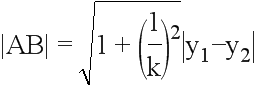 |AB| = √(1 + (1/k)²)|y₁–y₂|